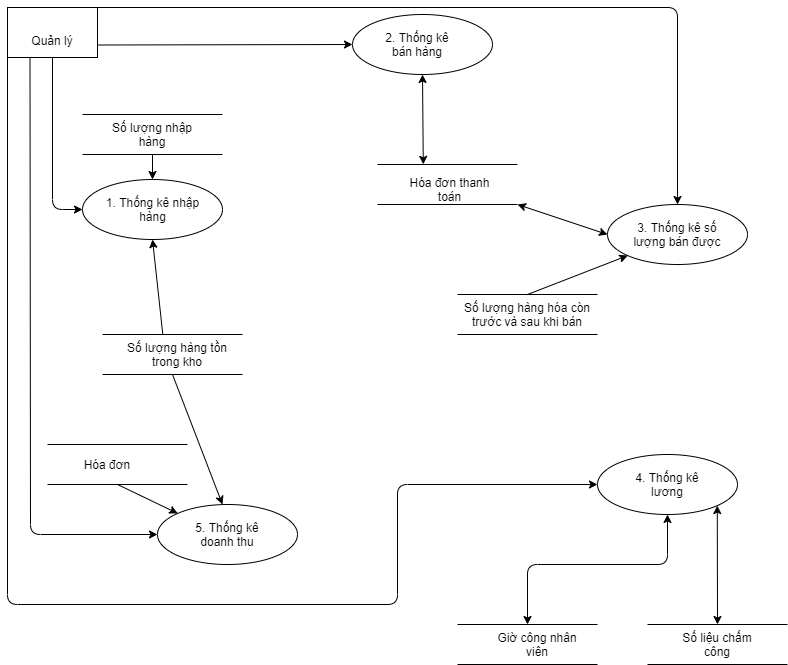 Quản lý
2. Thống kê
bán hàng
Số lượng nhập
hàng
Hóa đơn thanh
toán
1. Thống kê nhập
hàng
3. Thống kê số
lượng bán được
Số lượng hàng hóa còn
trước và sau khi bán
Số lượng hàng tồn
trong kho
Hóa đơn
4. Thống kê
lương
5. Thống kê
doanh thu
Giờ công nhân
viên
Số liệu chấm
công